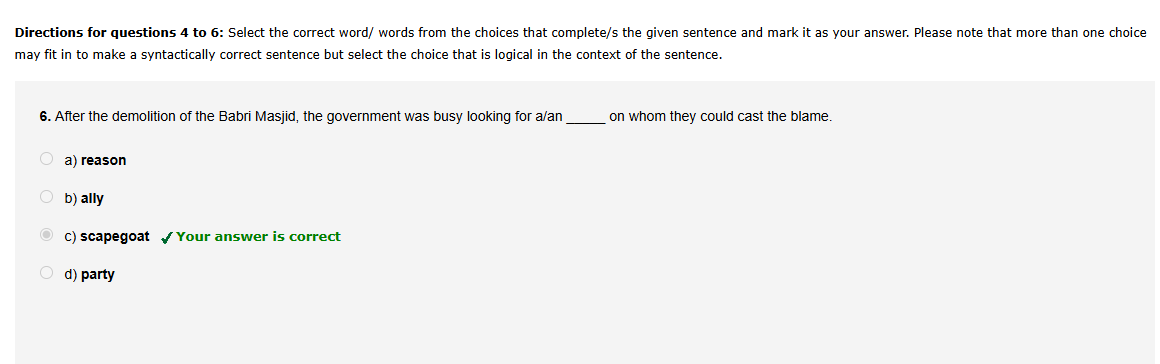 Directions for questions 4 to 6: Select the correct word/ words from the choices that complete/s the given sentence and mark it as your answer. Please note that more than one choice
may fit in to make a syntactically correct sentence but select the choice that is logical in the context of the sentence.
6. After the demolition of the Babri Masjid, the government was busy looking for a/an _____ on whom they could cast the blame.
a) reason
b) ally
c) scapegoat ✓Your answer is correct
d) party